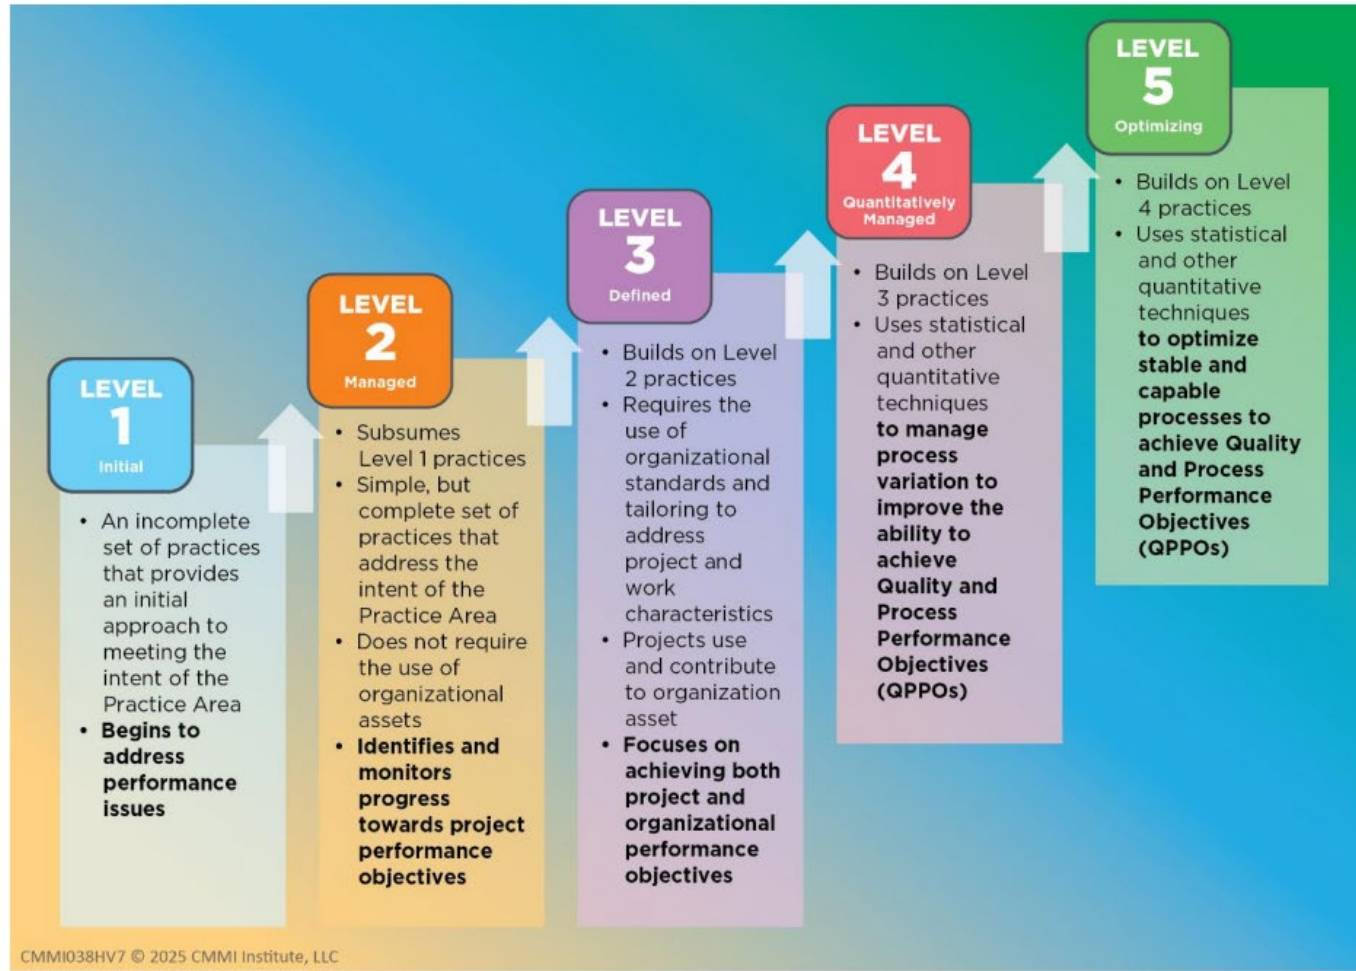 LEVEL
1
Initial
• An incomplete
set of practices
that provides
an initial
approach to
meeting the
intent of the
Practice Area
• Begins to
address
performance
issues
LEVEL
2
Managed
• Subsumes
Level 1 practices
• Simple, but
complete set of
practices that
address the
intent of the
Practice Area
• Does not require
the use of
organizational
assets
• Identifies and
monitors
progress
towards project
performance
objectives
LEVEL
3
Defined
• Builds on Level
2 practices
• Requires the
use of
organizational
standards and
tailoring to
address
project and
work
characteristics
• Projects use
and contribute
to organization
asset
• Focuses on
achieving both
project and
organizational
performance
objectives
LEVEL
4
Quantitatively
Managed
• Builds on Level
3 practices
• Uses statistical
and other
quantitative
techniques
to manage
process
variation to
improve the
ability to
achieve
Quality and
Process
Performance
Objectives
(QPPOs)
LEVEL
5
Optimizing
• Builds on Level
4 practices
• Uses statistical
and other
quantitative
techniques
to optimize
stable and
capable
processes to
achieve Quality
and Process
Performance
Objectives
(QPPOs)
CMMI038HV7 © 2025 CMMI Institute, LLC